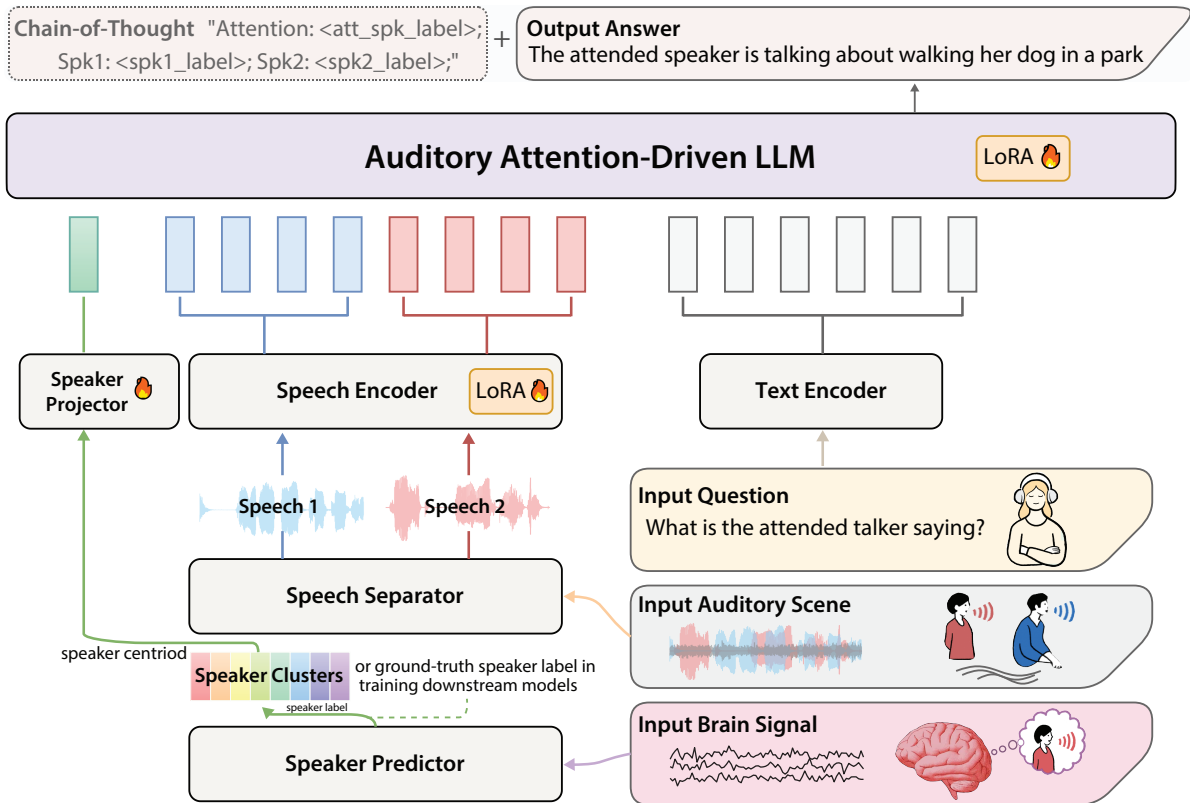 Chain-of-Thought "Attention: <att_spk_label>;
Spk1: <spk1_label>; Spk2: <spk2_label>;"
+
Output Answer
The attended speaker is talking about walking her dog in a park
Auditory Attention-Driven LLM
LoRA
Speaker
Projector
Speech Encoder
LoRA
Text Encoder
Speech 1
Speech 2
Input Question
What is the attended talker saying?
Speech Separator
Input Auditory Scene
speaker centriod
Speaker Clusters
speaker label
or ground-truth speaker label in
training downstream models
Speaker Predictor
Input Brain Signal